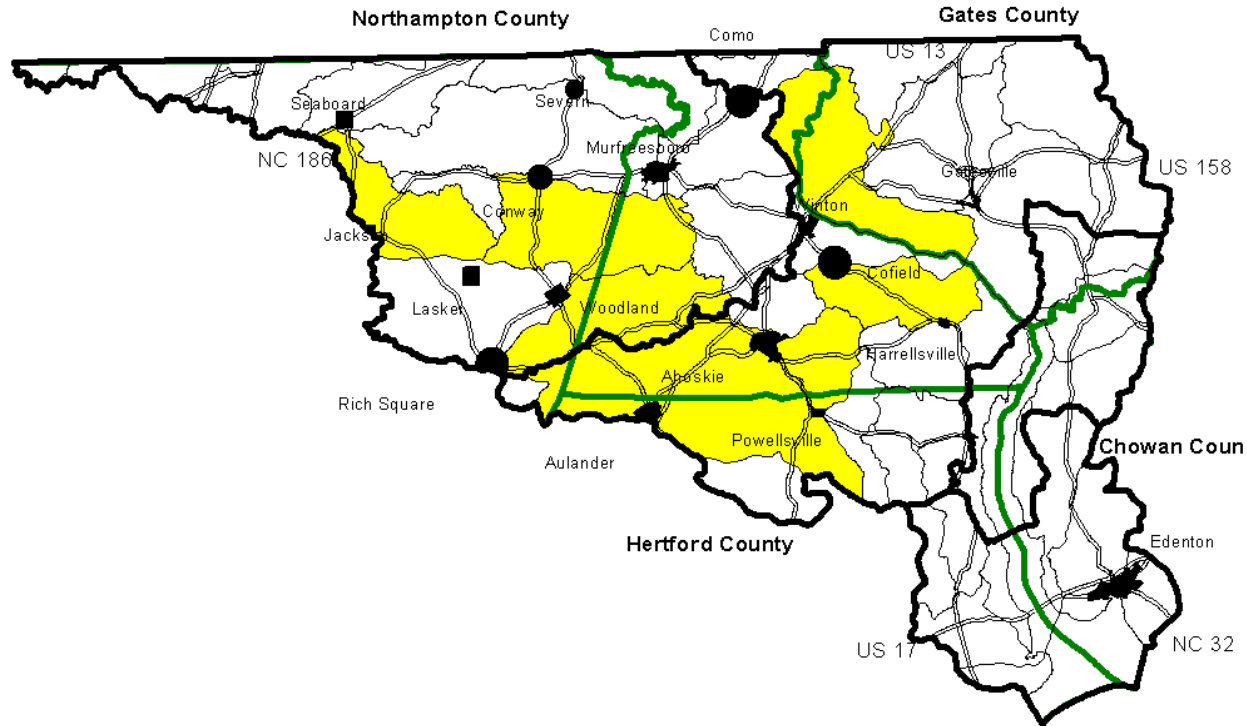 Northampton County
Gates County
Como
US 13
Seaboard
Severn
NC 186
Murfreesboro
US 158
Gatesville
Conway
Winton
Jackson
Cofield
Lasker
Woodland
Harrellsville
Ahoskie
Rich Square
Powellsville
Aulander
Chowan Coun
Hertford County
Edenton
US 17
NC 32